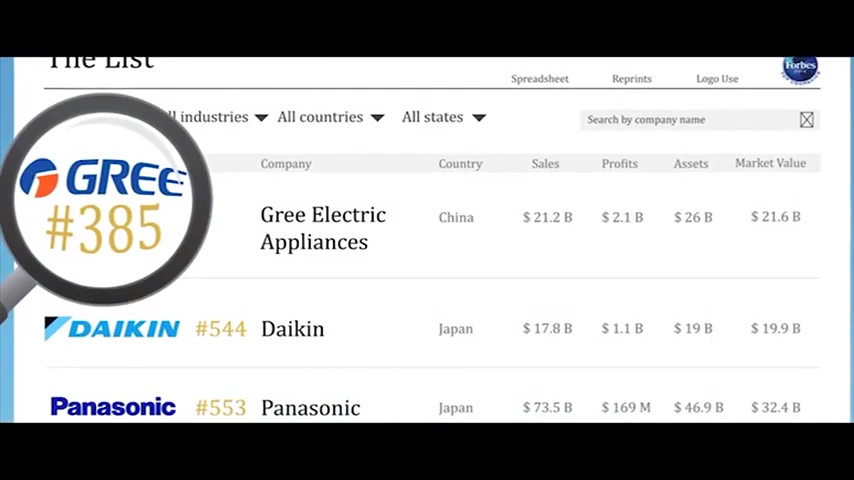 The List
Forbes
Spreadsheet Reprints Logo Use
ll industries All countries All states Search by company name
Company Country Sales Profits Assets Market Value
GREE
#385
Gree Electric Appliances China $ 21.2 B $ 2.1 B $ 26 B $ 21.6 B
DAIKIN #544 Daikin Japan $ 17.8 B $ 1.1 B $ 19 B $ 19.9 B
Panasonic #553 Panasonic Japan $ 73.5 B $ 169 M $ 46.9 B $ 32.4 B